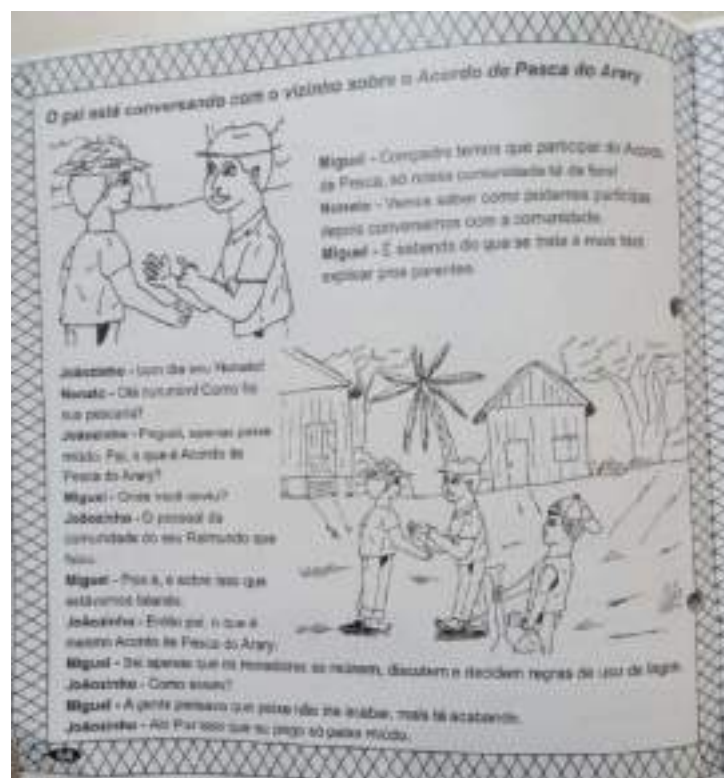 O pai está conversando com o vizinho sobre o Acordo de Pesca do Arary
Miguel - Compadre temos que participar do Acordo
de Pesca, só nossa comunidade tá de fora!
Nonato - Vamos saber como podemos participar,
depois conversamos com a comunidade.
Miguel - E sabendo do que se trata é mais fácil
explicar pros parentes.
Joãozinho - bom dia seu Nonato!
Nonato - Olá curumim! Como foi
sua pescaria?
Joãozinho - Peguei, apenas peixe
miúdo. Pai, o que é Acordo de
Pesca do Arary?
Miguel - Onde você ouviu?
Joãozinho - O pessoal da
comunidade do seu Raimundo que
falou.
Miguel - Pois é, é sobre isso que
estávamos falando.
Joãozinho - Então pai, o que é
mesmo Acordo de Pesca do Arary.
Miguel - Sei apenas que os moradores se reúnem, discutem e decidem regras de uso do lago.
Joãozinho - Como assim?
Miguel - A gente pensava que peixe não ia acabar, mais tá acabando.
Joãozinho - Ah! Por isso que eu pego só peixe miúdo.